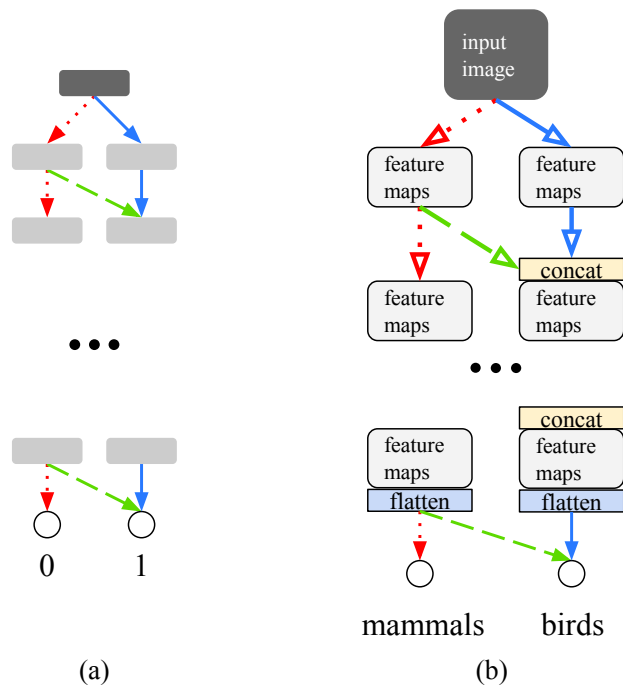 input
image
feature
maps
feature
maps
concat
feature
maps
feature
maps
concat
feature
maps
feature
maps
flatten
flatten
0
1
mammals
birds
(a)
(b)